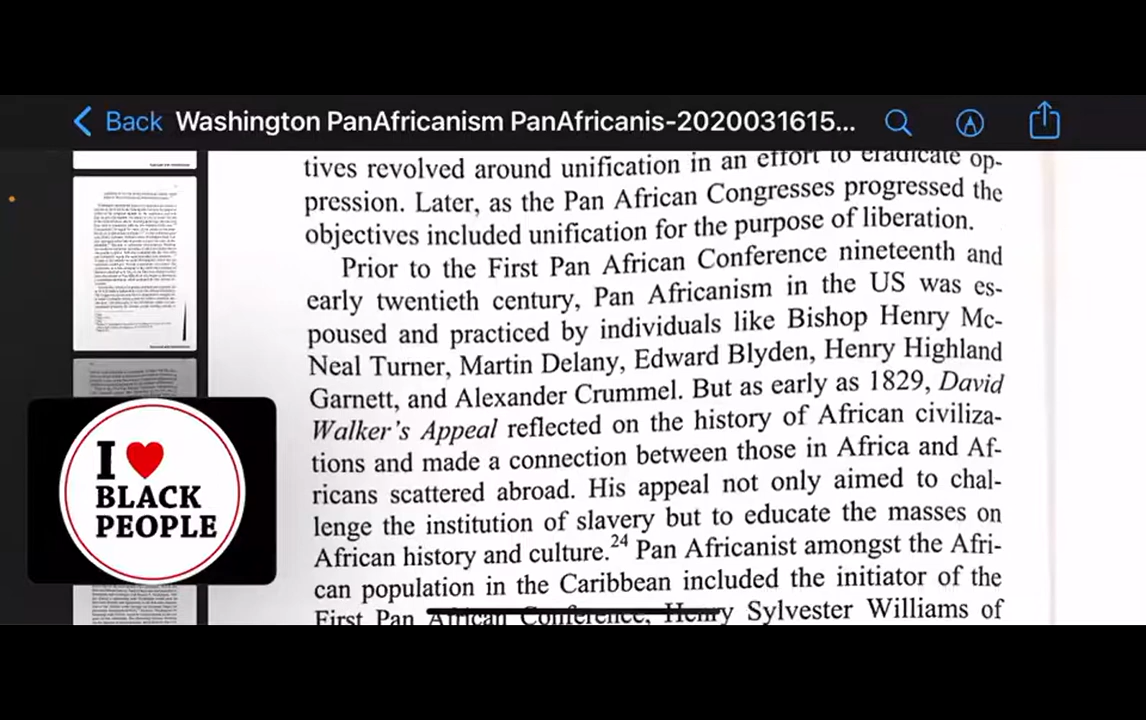 Back Washington PanAfricanism PanAfricanis-2020031615...
tives revolved around unification in an effort to eradicate op-
pression. Later, as the Pan African Congresses progressed the
objectives included unification for the purpose of liberation.
Prior to the First Pan African Conference nineteenth and
early twentieth century, Pan Africanism in the US was es-
poused and practiced by individuals like Bishop Henry Mc-
Neal Turner, Martin Delany, Edward Blyden, Henry Highland
Garnett, and Alexander Crummel. But as early as 1829, David
Walker's Appeal reflected on the history of African civiliza-
tions and made a connection between those in Africa and Af-
ricans scattered abroad. His appeal not only aimed to chal-
lenge the institution of slavery but to educate the masses on
African history and culture.24 Pan Africanist amongst the Afri-
can population in the Caribbean included the initiator of the
First Pan African Conference, Henry Sylvester Williams of
I
BLACK
PEOPLE